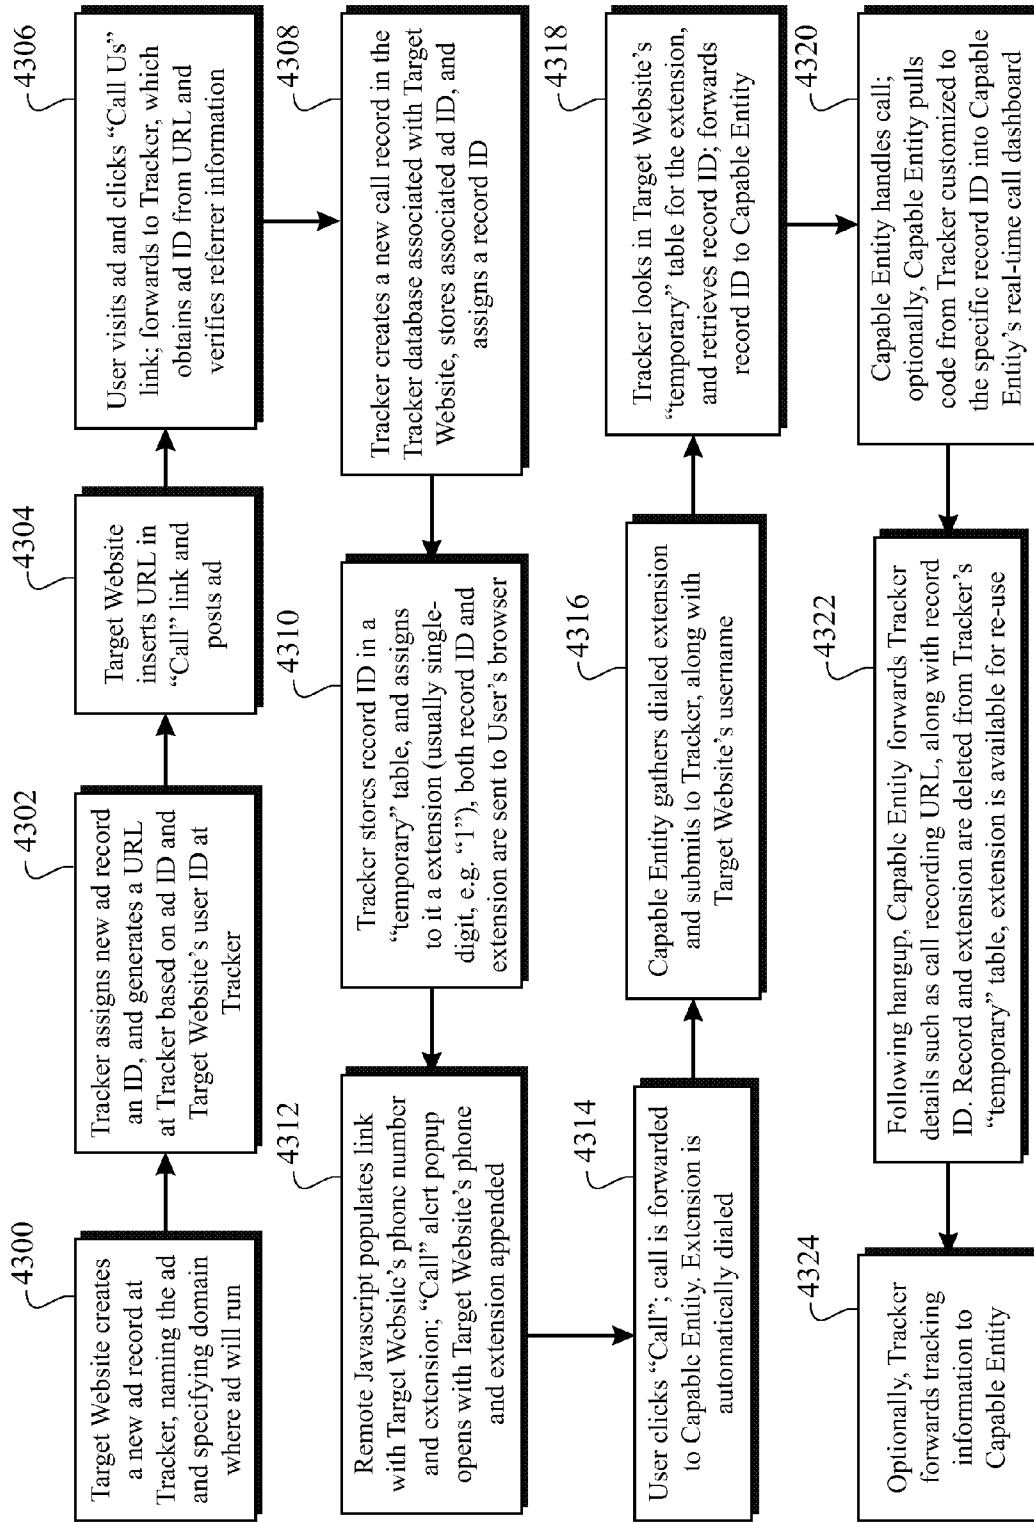 4300
Target Website creates
a new ad record at
Tracker, naming the ad
and specifying domain
where ad will run
4302
Tracker assigns new ad record
an ID, and generates a URL
at Tracker based on ad ID and
Target Website's user ID at
Tracker
4304
Target Website
inserts URL in
“Call” link and
posts ad
4306
User visits ad and clicks “Call Us”
link; forwards to Tracker, which
obtains ad ID from URL and
verifies referrer information
4308
Tracker creates a new call record in the
Tracker database associated with Target
Website, stores associated ad ID, and
assigns a record ID
4310
Tracker stores record ID in a
“temporary” table, and assigns
to it a extension (usually single-
digit, e.g. “1”), both record ID and
extension are sent to User's browser
4312
Remote Javascript populates link
with Target Website's phone number
and extension; “Call” alert popup
opens with Target Website's phone
and extension appended
4314
User clicks “Call”; call is forwarded
to Capable Entity. Extension is
automatically dialed
4316
Capable Entity gathers dialed extension
and submits to Tracker, along with
Target Website's username
4318
Tracker looks in Target Website's
“temporary” table for the extension,
and retrieves record ID; forwards
record ID to Capable Entity
4320
Capable Entity handles call;
optionally, Capable Entity pulls
code from Tracker customized to
the specific record ID into Capable
Entity's real-time call dashboard
4322
Following hangup, Capable Entity forwards Tracker
details such as call recording URL, along with record
ID. Record and extension are deleted from Tracker's
“temporary” table, extension is available for re-use
4324
Optionally, Tracker
forwards tracking
information to
Capable Entity